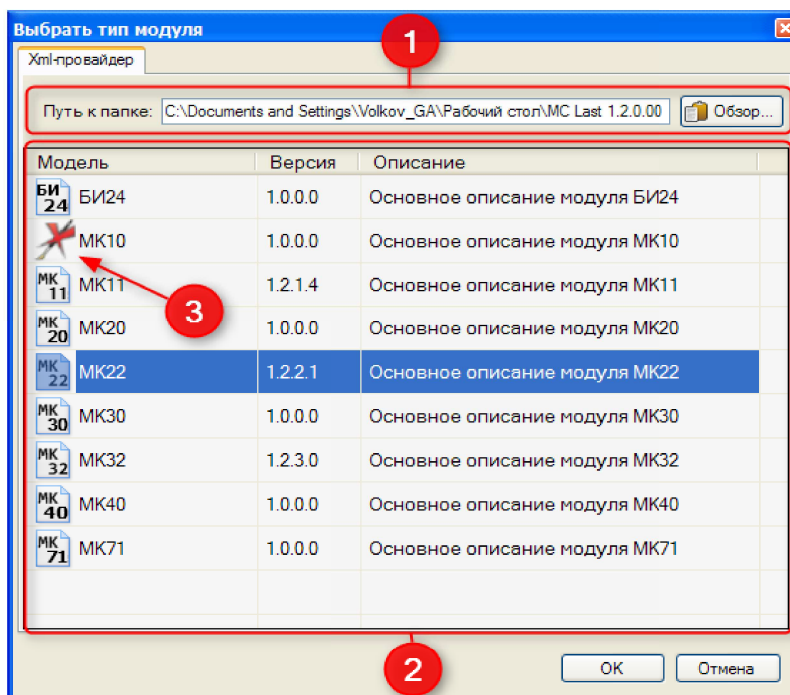 Выбрать тип модуля
1
Xml-провайдер
Путь к папке: C:\Documents and Settings\Volkov_GA\Рабочий стол\MC Last 1.2.0.00 Обзор...
Модель Версия Описание
БИ 24 БИ24 1.0.0.0 Основное описание модуля БИ24
МК10 1.0.0.0 Основное описание модуля МК10
МК 11 МК11 1.2.1.4 Основное описание модуля МК11
3
МК 20 МК20 1.0.0.0 Основное описание модуля МК20
МК 22 МК22 1.2.2.1 Основное описание модуля МК22
МК 30 МК30 1.0.0.0 Основное описание модуля МК30
МК 32 МК32 1.2.3.0 Основное описание модуля МК32
МК 40 МК40 1.0.0.0 Основное описание модуля МК40
МК 71 МК71 1.0.0.0 Основное описание модуля МК71
2
OK Отмена